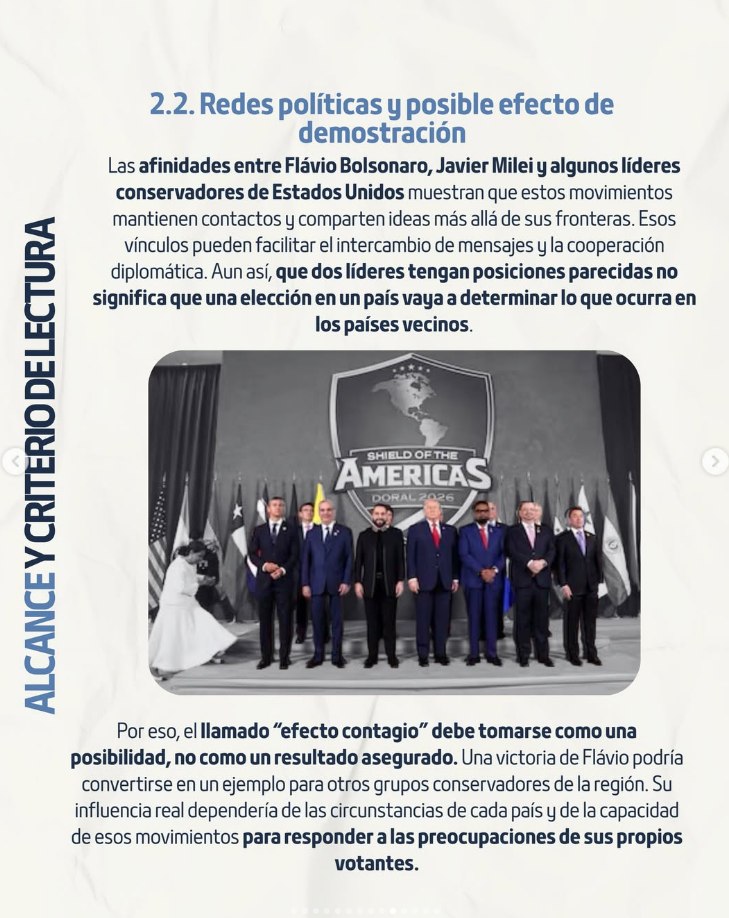 2.2. Redes políticas y posible efecto de
demostración
Las afinidades entre Flávio Bolsonaro, Javier Milei y algunos líderes
conservadores de Estados Unidos muestran que estos movimientos
mantienen contactos y comparten ideas más allá de sus fronteras. Esos
vínculos pueden facilitar el intercambio de mensajes y la cooperación
diplomática. Aun así, que dos líderes tengan posiciones parecidas no
significa que una elección en un país vaya a determinar lo que ocurra en
los países vecinos.
ALCANCE Y CRITERIO DE LECTURA
SHIELD OF THE
AMERICAS
DORAL 2026
Por eso, el llamado “efecto contagio” debe tomarse como una
posibilidad, no como un resultado asegurado. Una victoria de Flávio podría
convertirse en un ejemplo para otros grupos conservadores de la región. Su
influencia real dependería de las circunstancias de cada país y de la capacidad
de esos movimientos para responder a las preocupaciones de sus propios
votantes.